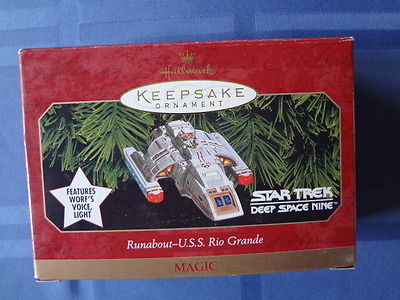 Hallmark
KEEPSAKE
ORNAMENT
FEATURES
WORF'S
VOICE,
LIGHT
STAR TREK
DEEP SPACE NINE
Runabout–U.S.S. Rio Grande
MAGIC